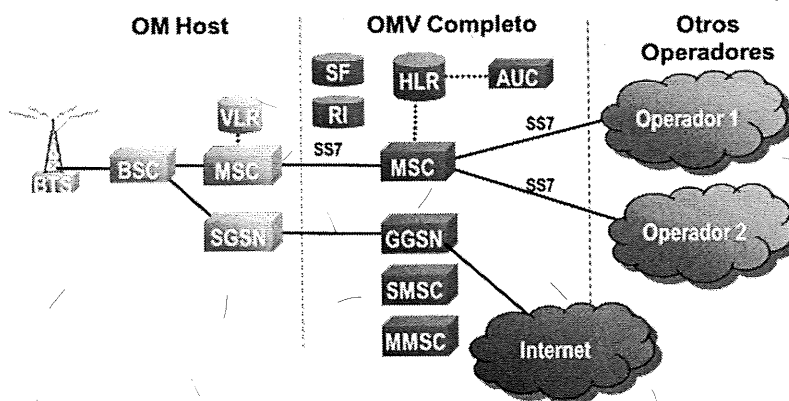 OM Host
OMV Completo
Otros
Operadores
SF
HLR
AUC
VLR
RI
Operador 1
SS7
BTS
BSC
MSC
SS7
MSC
SS7
SGSN
GGSN
Operador 2
SMSC
MMSC
Internet